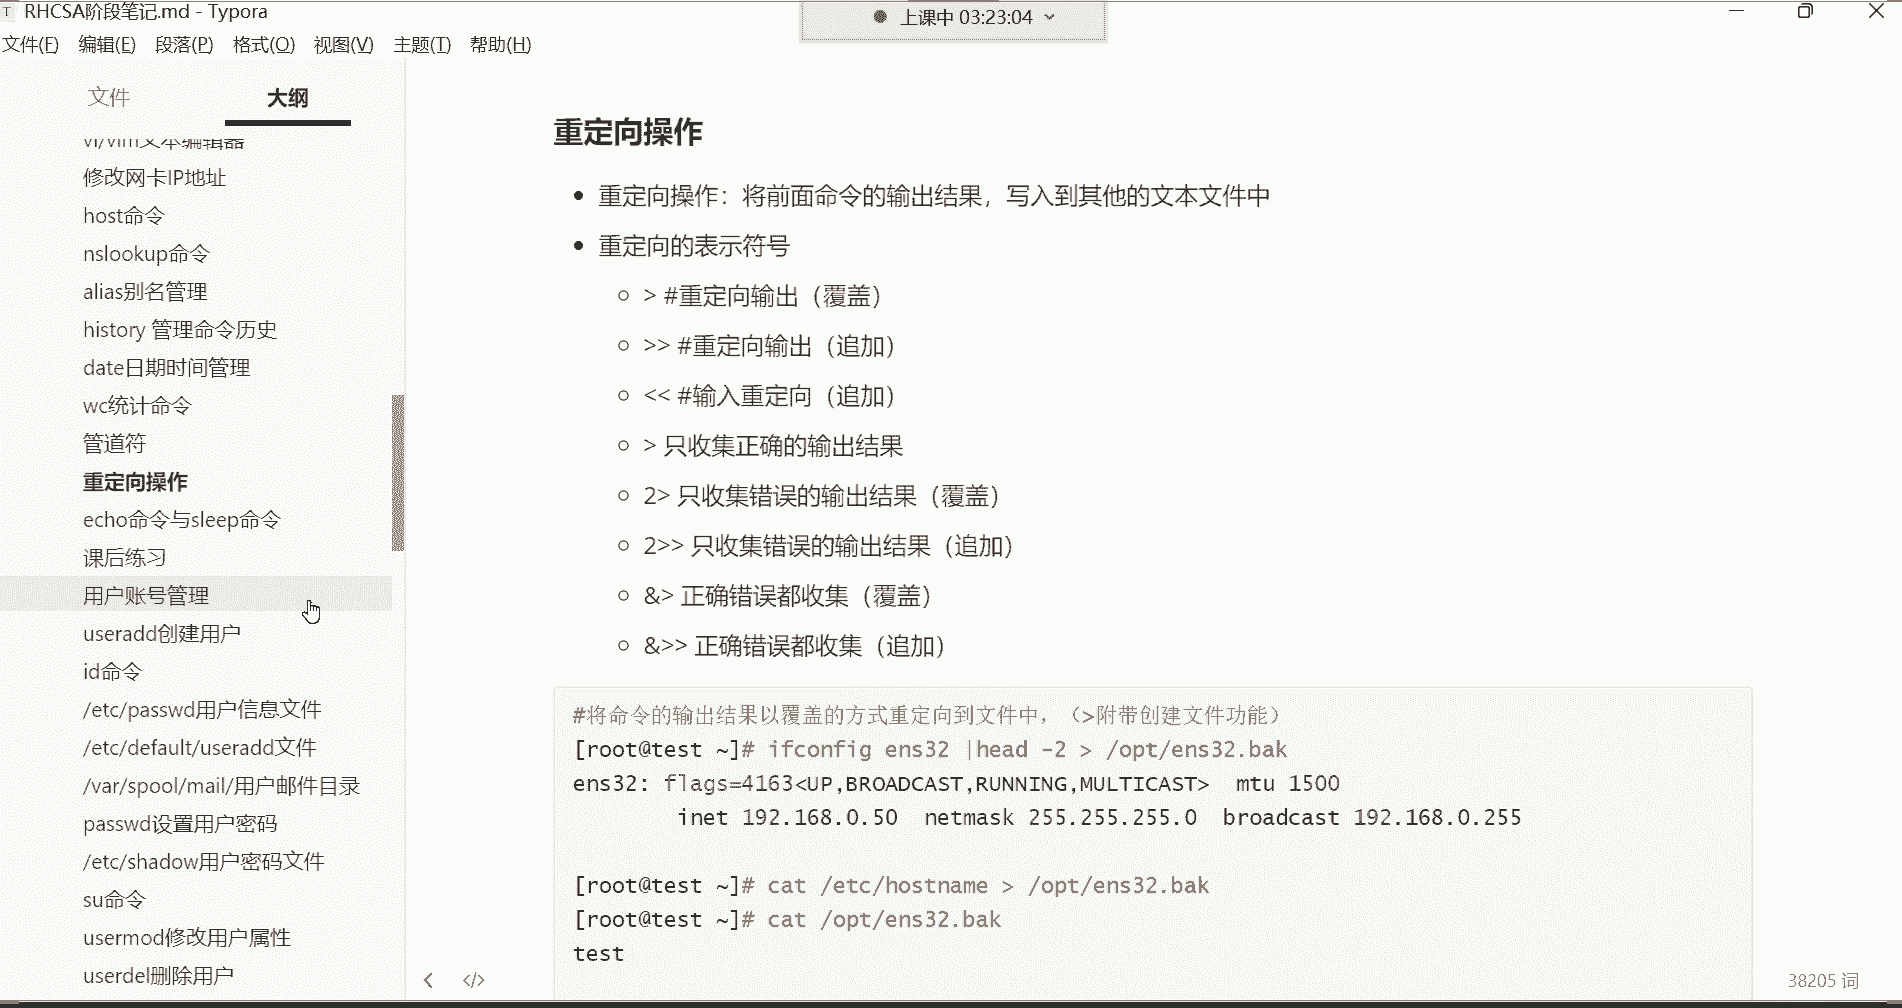 RHCSA阶段笔记.md - Typora
上课中 03:23:04
文件(F) 编辑(E) 段落(P) 格式(O) 视图(V) 主题(T) 帮助(H)
文件 大纲
vi/vim文本编辑器
修改网卡IP地址
host命令
nslookup命令
alias别名管理
history 管理命令历史
date日期时间管理
wc统计命令
管道符
重定向操作
echo命令与sleep命令
课后练习
用户账号管理
useradd创建用户
id命令
/etc/passwd用户信息文件
/etc/default/useradd文件
/var/spool/mail/用户邮件目录
passwd设置用户密码
/etc/shadow用户密码文件
su命令
usermod修改用户属性
userdel删除用户
重定向操作
重定向操作：将前面命令的输出结果，写入到其他的文本文件中
重定向的表示符号
> #重定向输出（覆盖）
>> #重定向输出（追加）
<< #输入重定向（追加）
> 只收集正确的输出结果
2> 只收集错误的输出结果（覆盖）
2>> 只收集错误的输出结果（追加）
&> 正确错误都收集（覆盖）
&>> 正确错误都收集（追加）
#将命令的输出结果以覆盖的方式重定向到文件中，（>附带创建文件功能）
[root@test ~]# ifconfig ens32 |head -2 > /opt/ens32.bak
ens32: flags=4163<UP,BROADCAST,RUNNING,MULTICAST>  mtu 1500
        inet 192.168.0.50  netmask 255.255.255.0  broadcast 192.168.0.255
[root@test ~]# cat /etc/hostname > /opt/ens32.bak
[root@test ~]# cat /opt/ens32.bak
test
38205 词